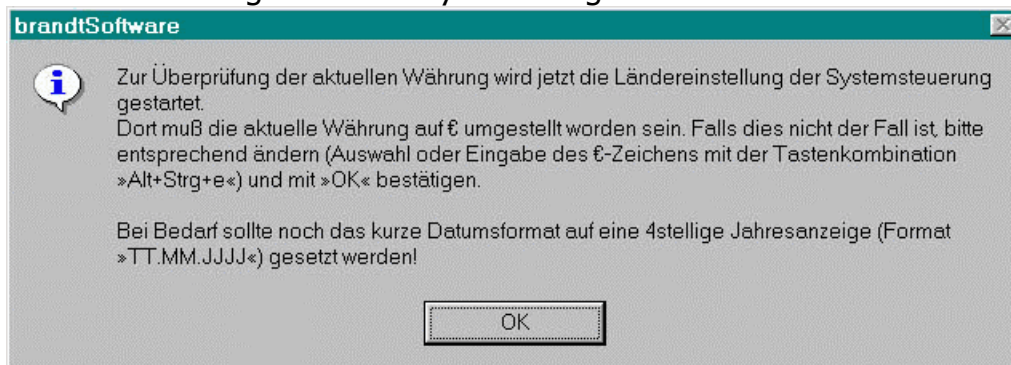 brandtSoftware
Zur Überprüfung der aktuellen Währung wird jetzt die Ländereinstellung der Systemsteuerung
gestartet.
Dort muß die aktuelle Währung auf € umgestellt worden sein. Falls dies nicht der Fall ist, bitte
entsprechend ändern (Auswahl oder Eingabe des €-Zeichens mit der Tastenkombination
»Alt+Strg+e«) und mit »OK« bestätigen.
Bei Bedarf sollte noch das kurze Datumsformat auf eine 4stellige Jahresanzeige (Format
»TT.MM.JJJJ«) gesetzt werden!
OK